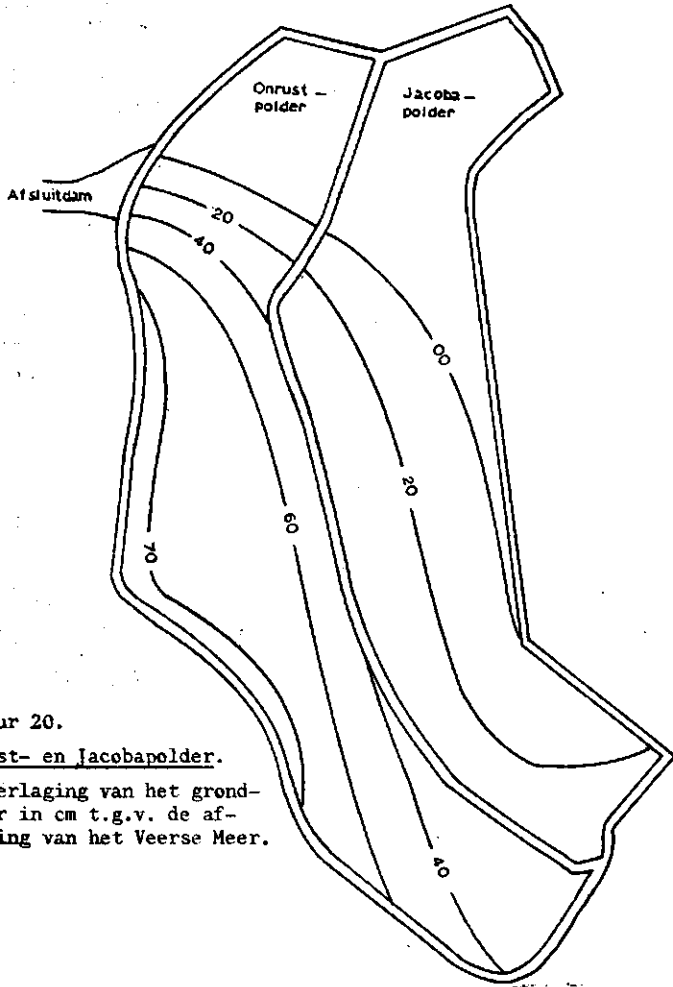 Onrust –
polder
Jacoba –
polder
Afsluitdam
20
40
00
20
60
70
ur 20.
st- en Jacobapolder.
erlaging van het grond-
r in cm t.g.v. de af-
ing van het Veerse Meer.
40